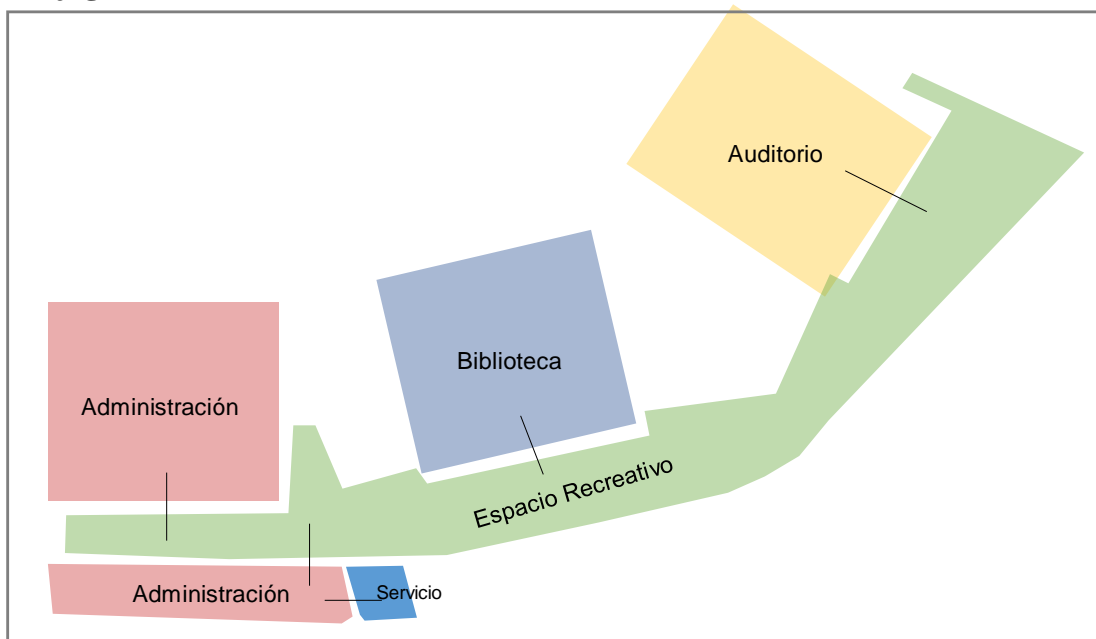 Auditorio
Biblioteca
Administración
Espacio Recreativo
Administración
Servicio